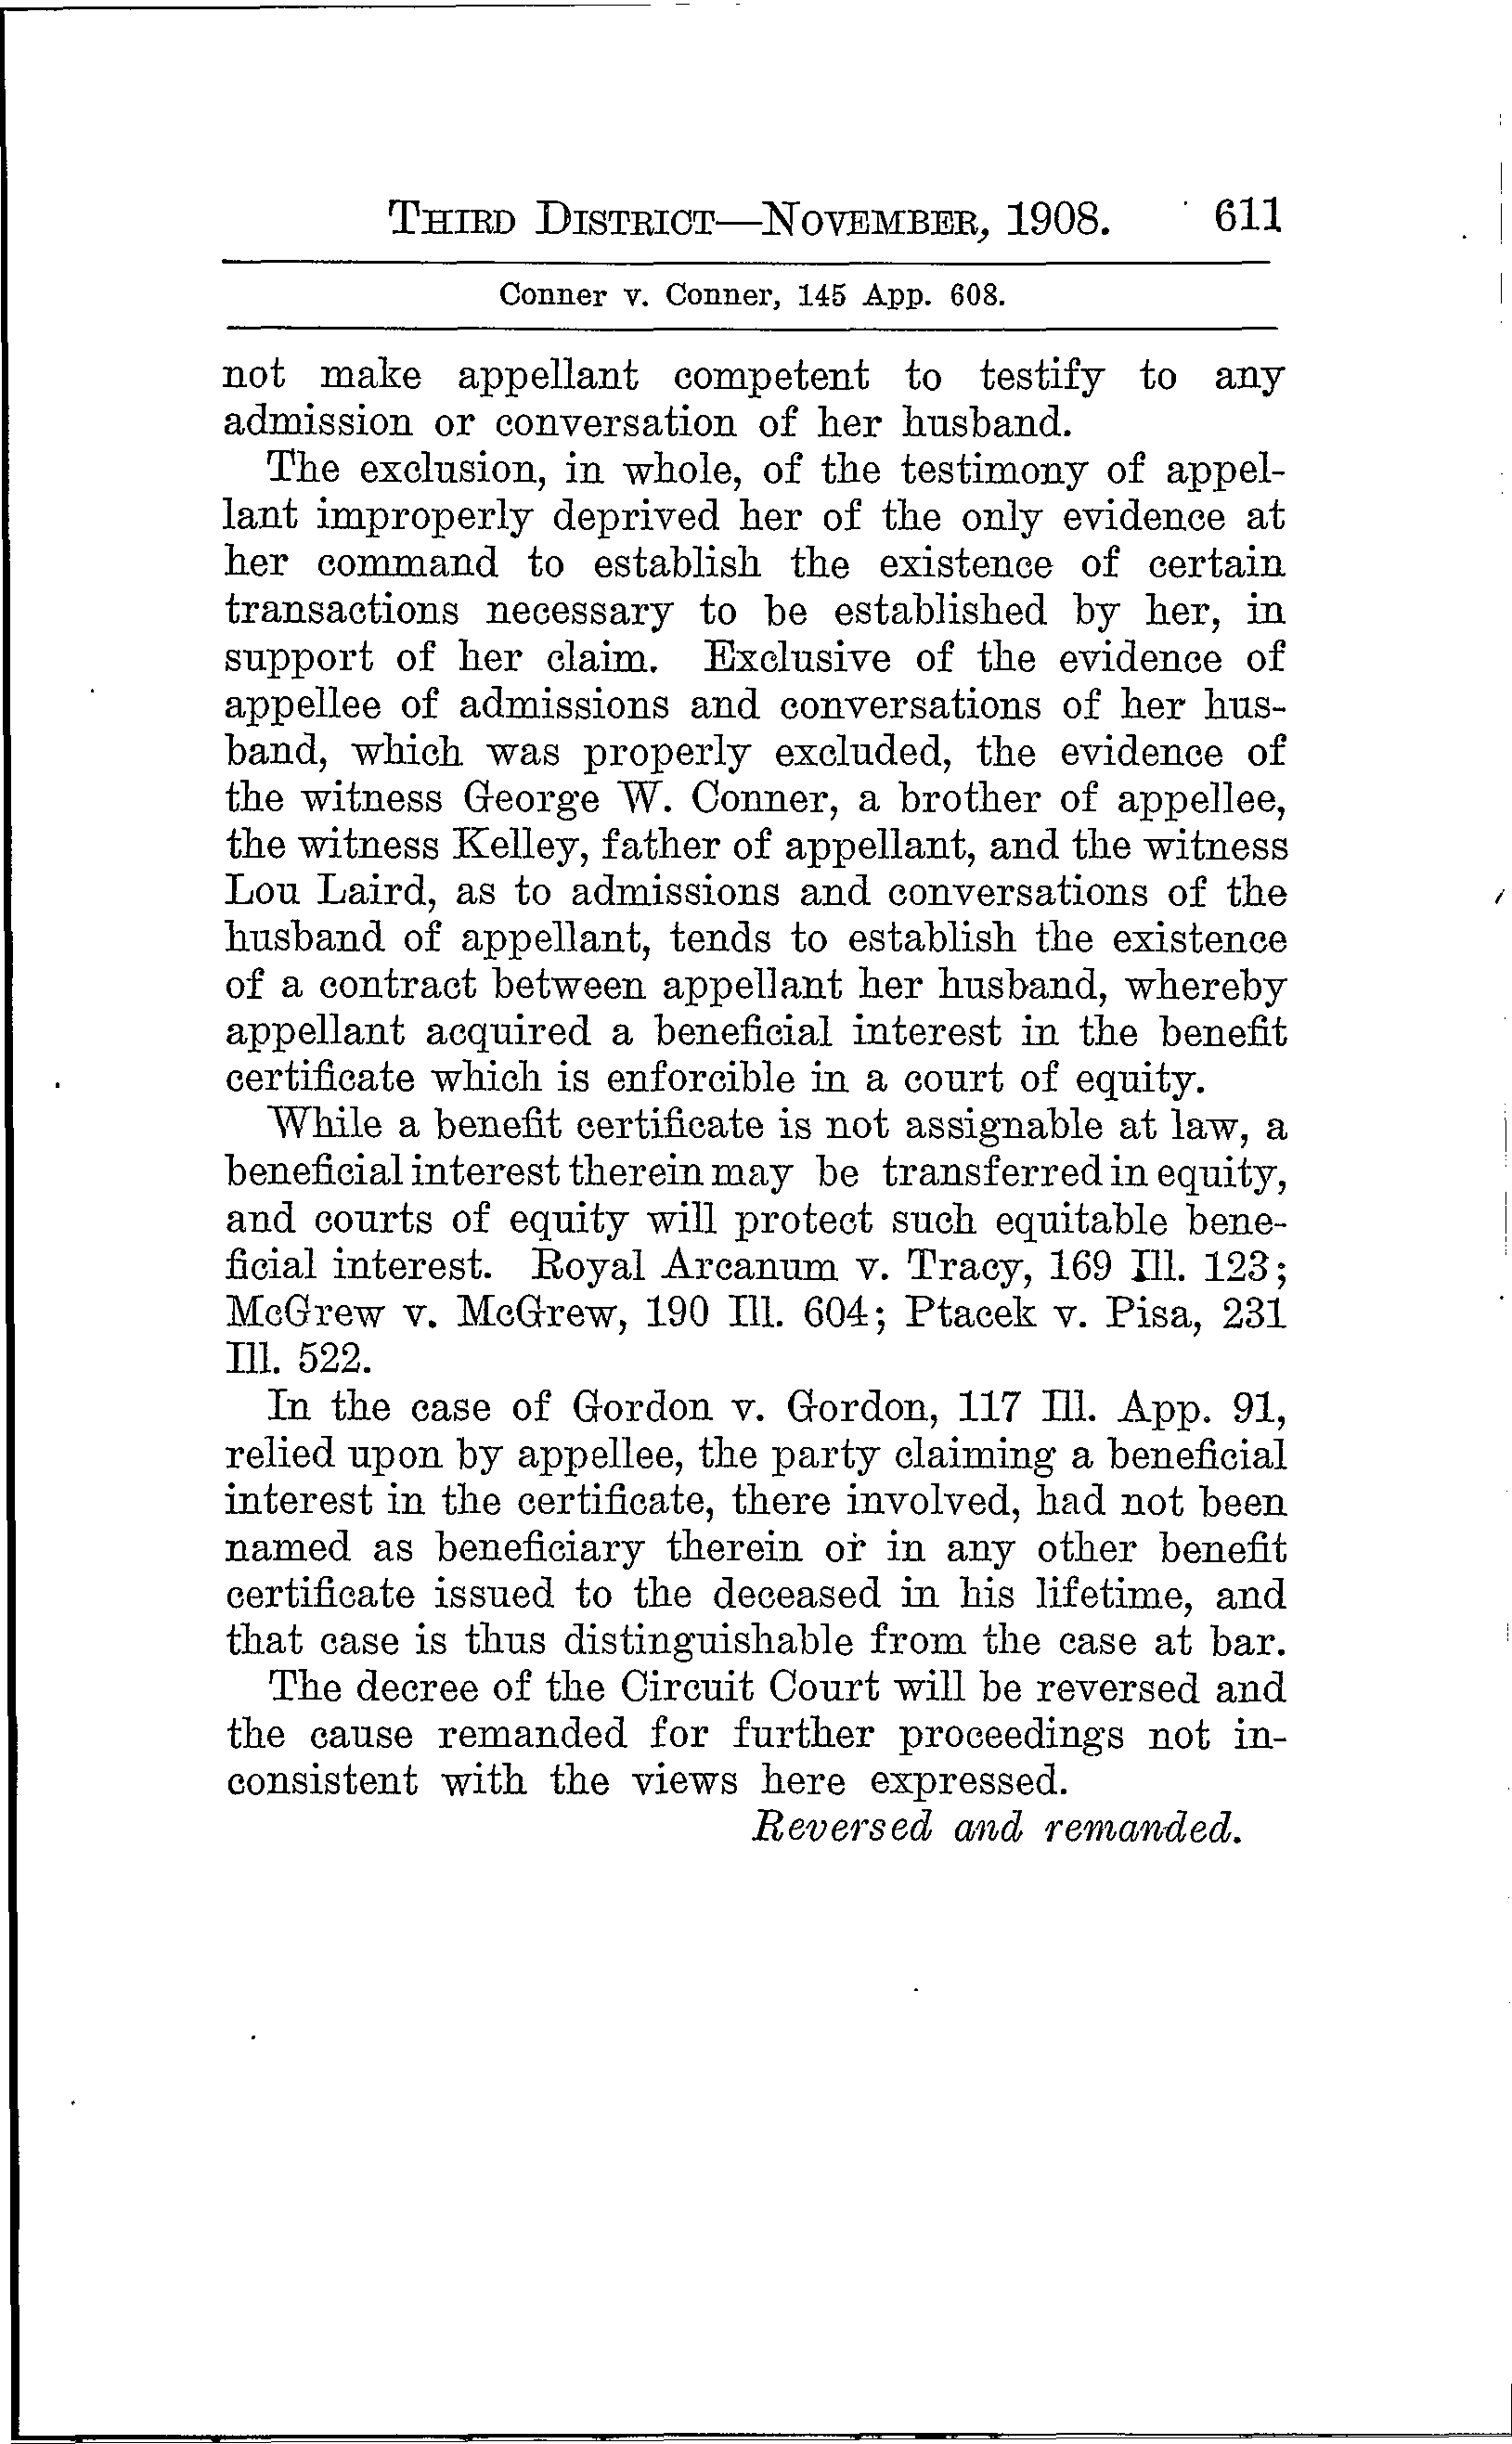 THIRD DISTRICT—NOVEMBER, 1908. 611
Conner v. Conner, 145 App. 608.
not make appellant competent to testify to any
admission or conversation of her husband.
The exclusion, in whole, of the testimony of appel-
lant improperly deprived her of the only evidence at
her command to establish the existence of certain
transactions necessary to be established by her, in
support of her claim. Exclusive of the evidence of
appellee of admissions and conversations of her hus-
band, which was properly excluded, the evidence of
the witness George W. Conner, a brother of appellee,
the witness Kelley, father of appellant, and the witness
Lou Laird, as to admissions and conversations of the
husband of appellant, tends to establish the existence
of a contract between appellant her husband, whereby
appellant acquired a beneficial interest in the benefit
certificate which is enforcible in a court of equity.
While a benefit certificate is not assignable at law, a
beneficial interest therein may be transferred in equity,
and courts of equity will protect such equitable bene-
ficial interest. Royal Arcanum v. Tracy, 169 Ill. 123;
McGrew v. McGrew, 190 Ill. 604; Ptacek v. Pisa, 231
Ill. 522.
In the case of Gordon v. Gordon, 117 Ill. App. 91,
relied upon by appellee, the party claiming a beneficial
interest in the certificate, there involved, had not been
named as beneficiary therein or in any other benefit
certificate issued to the deceased in his lifetime, and
that case is thus distinguishable from the case at bar.
The decree of the Circuit Court will be reversed and
the cause remanded for further proceedings not in-
consistent with the views here expressed.
Reversed and remanded.